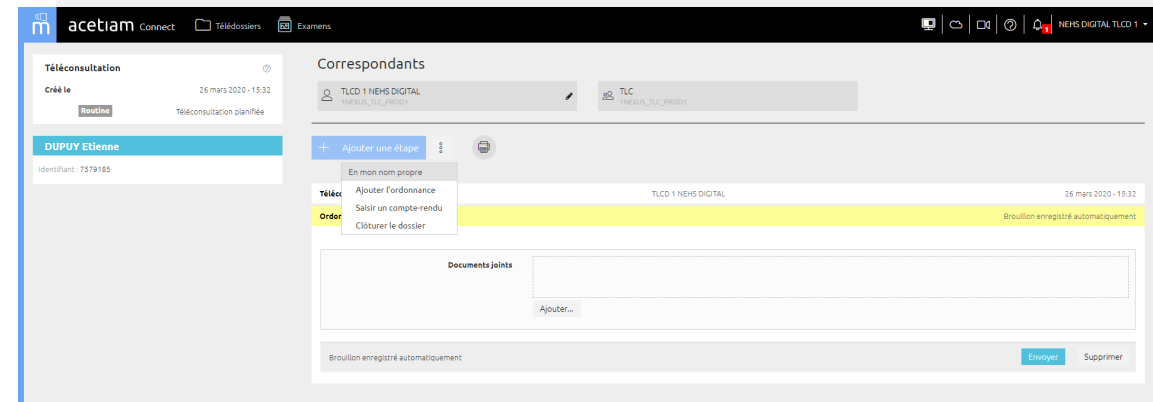 acetiam Connect Télédossiers Examens 1 NEHS DIGITAL TLCD 1
Téléconsultation
Créé le 26 mars 2020 - 15:32
Routine Téléconsultation planifiée
DUPUY Etienne
Identifiant : 7579185
Correspondants
TLCD 1 NEHS DIGITAL
1NEXUS_TLC_PROD1
TLC
1NEXUS_TLC_PROD1
Ajouter une étape
En mon nom propre
Ajouter l'ordonnance
Saisir un compte-rendu
Clôturer le dossier
TLCD 1 NEHS DIGITAL 26 mars 2020 - 15:32
Brouillon enregistré automatiquement
Documents joints
Ajouter...
Brouillon enregistré automatiquement Envoyer Supprimer